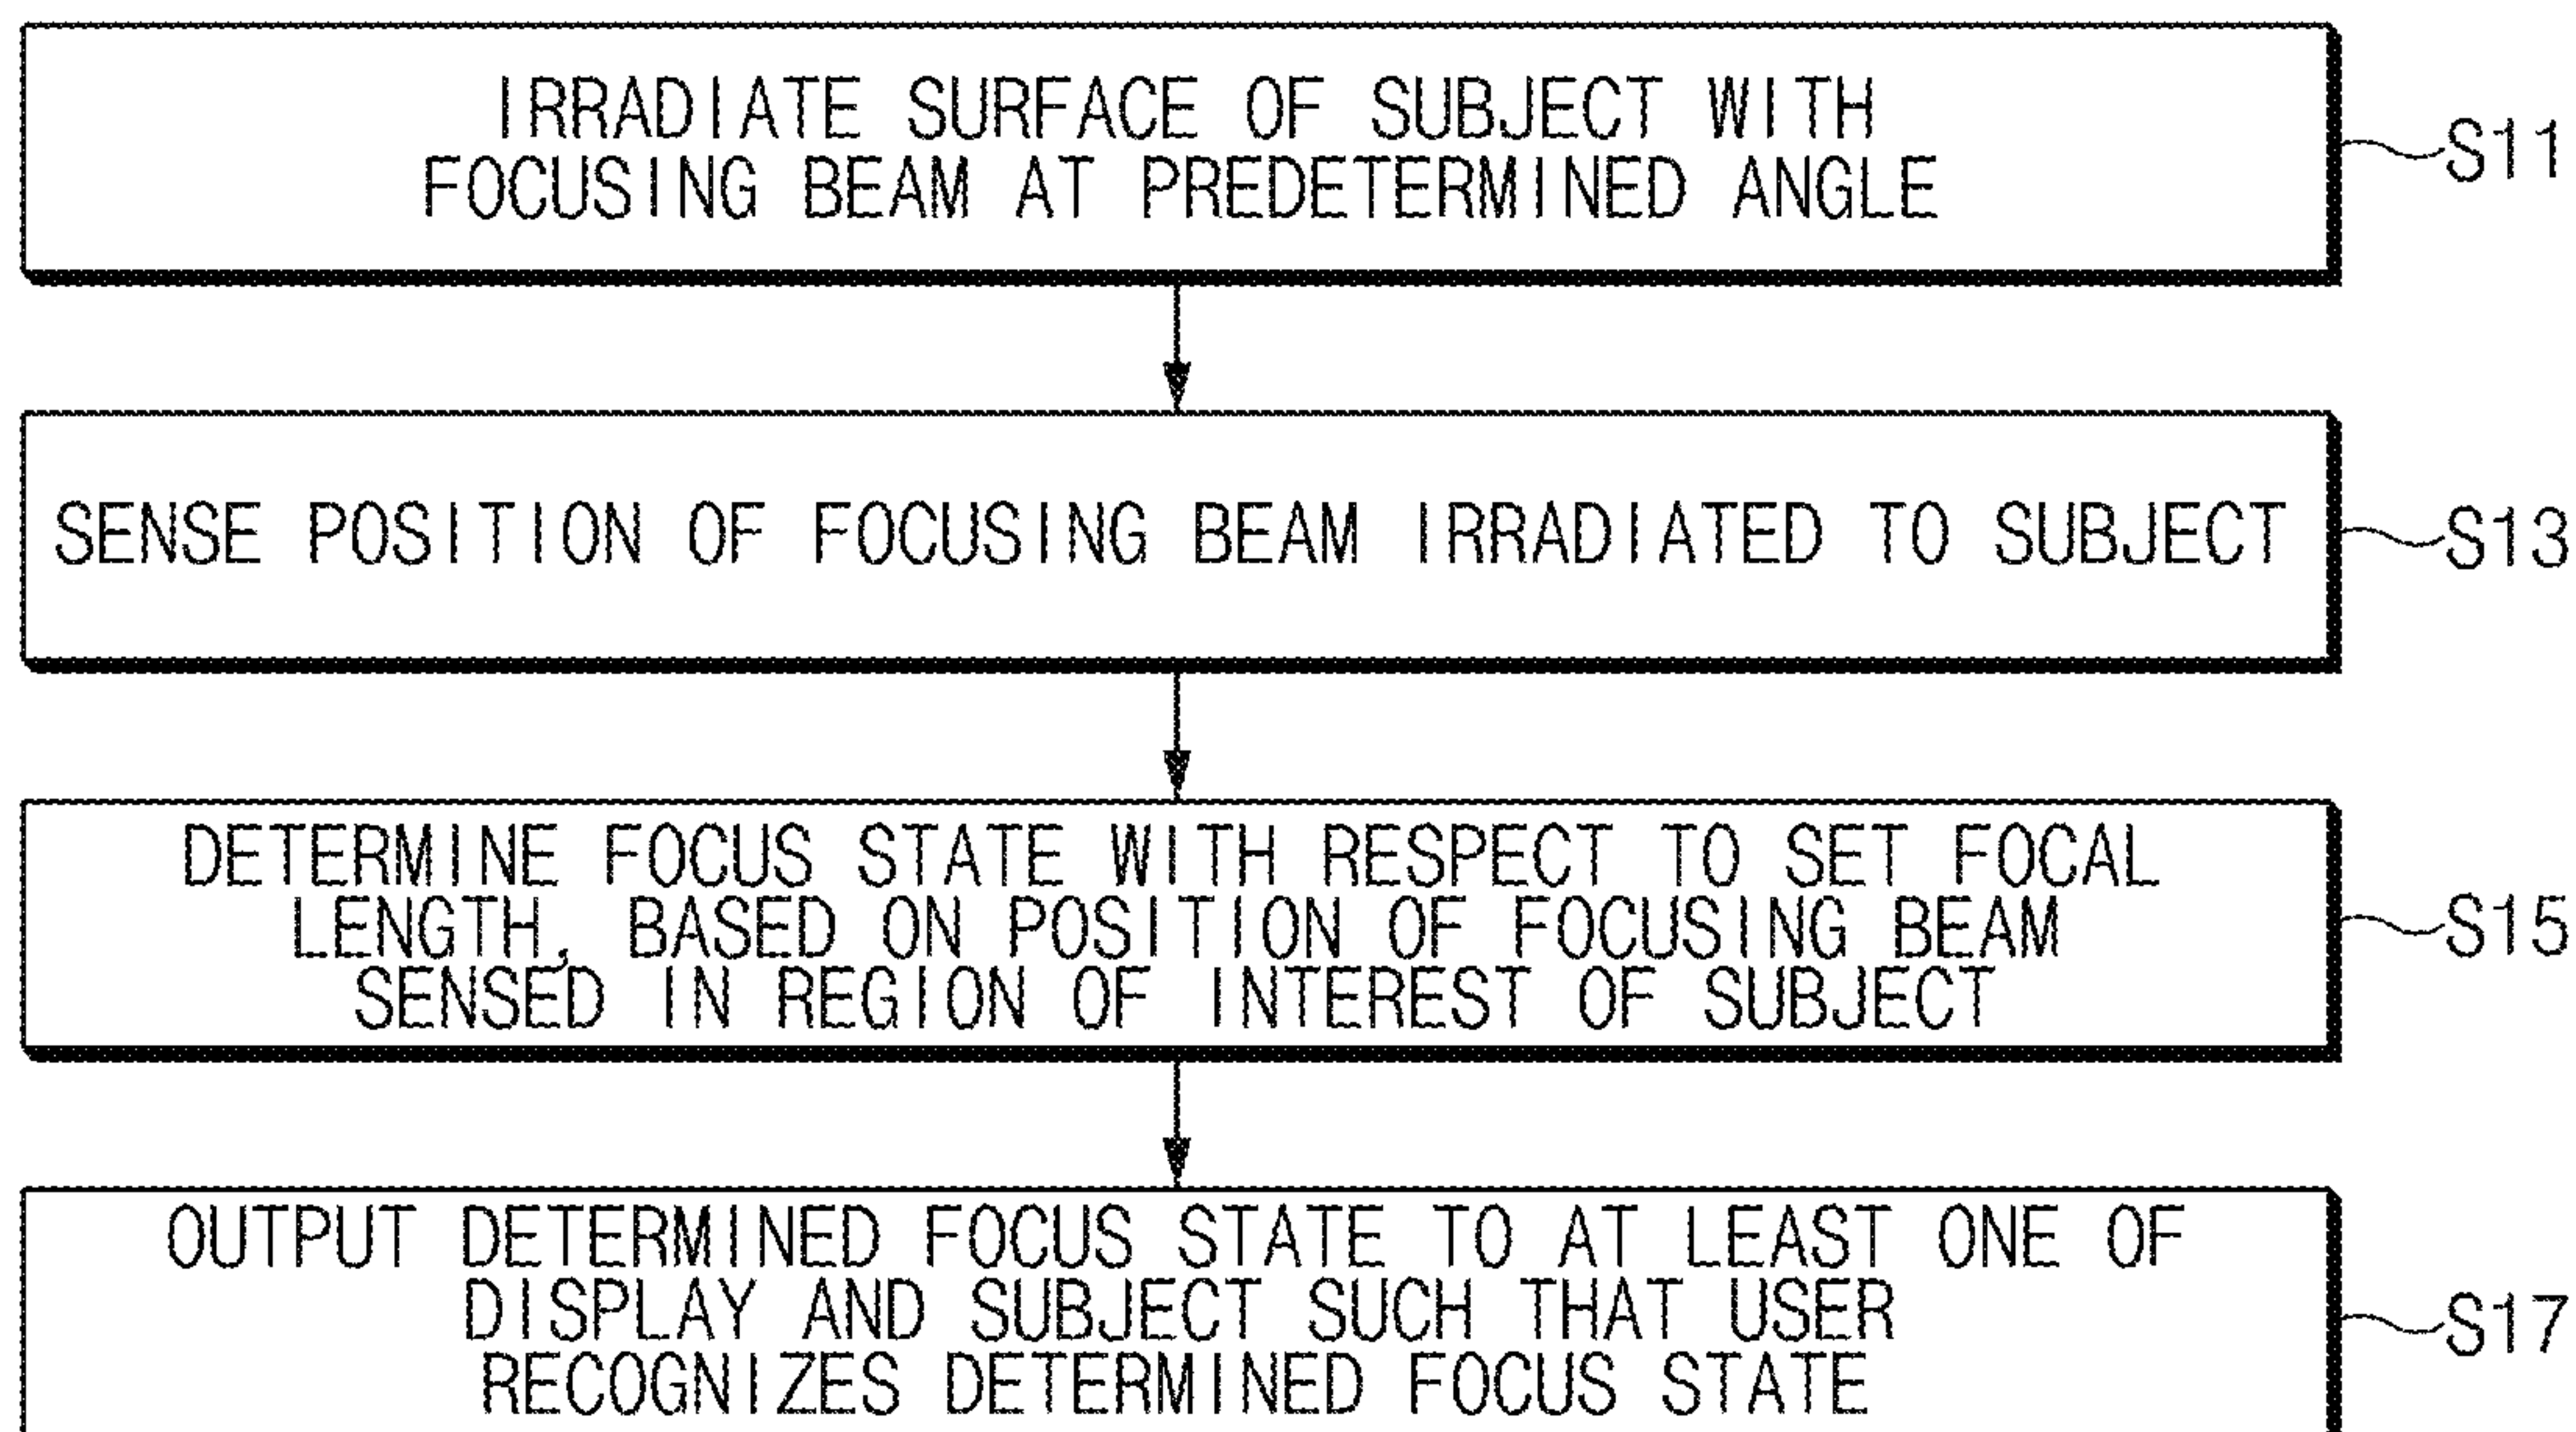 IRRADIATE SURFACE OF SUBJECT WITH
FOCUSING BEAM AT PREDETERMINED ANGLE
S11
SENSE POSITION OF FOCUSING BEAM IRRADIATED TO SUBJECT
S13
DETERMINE FOCUS STATE WITH RESPECT TO SET FOCAL
LENGTH, BASED ON POSITION OF FOCUSING BEAM
SENSED IN REGION OF INTEREST OF SUBJECT
S15
OUTPUT DETERMINED FOCUS STATE TO AT LEAST ONE OF
DISPLAY AND SUBJECT SUCH THAT USER
RECOGNIZES DETERMINED FOCUS STATE
S17